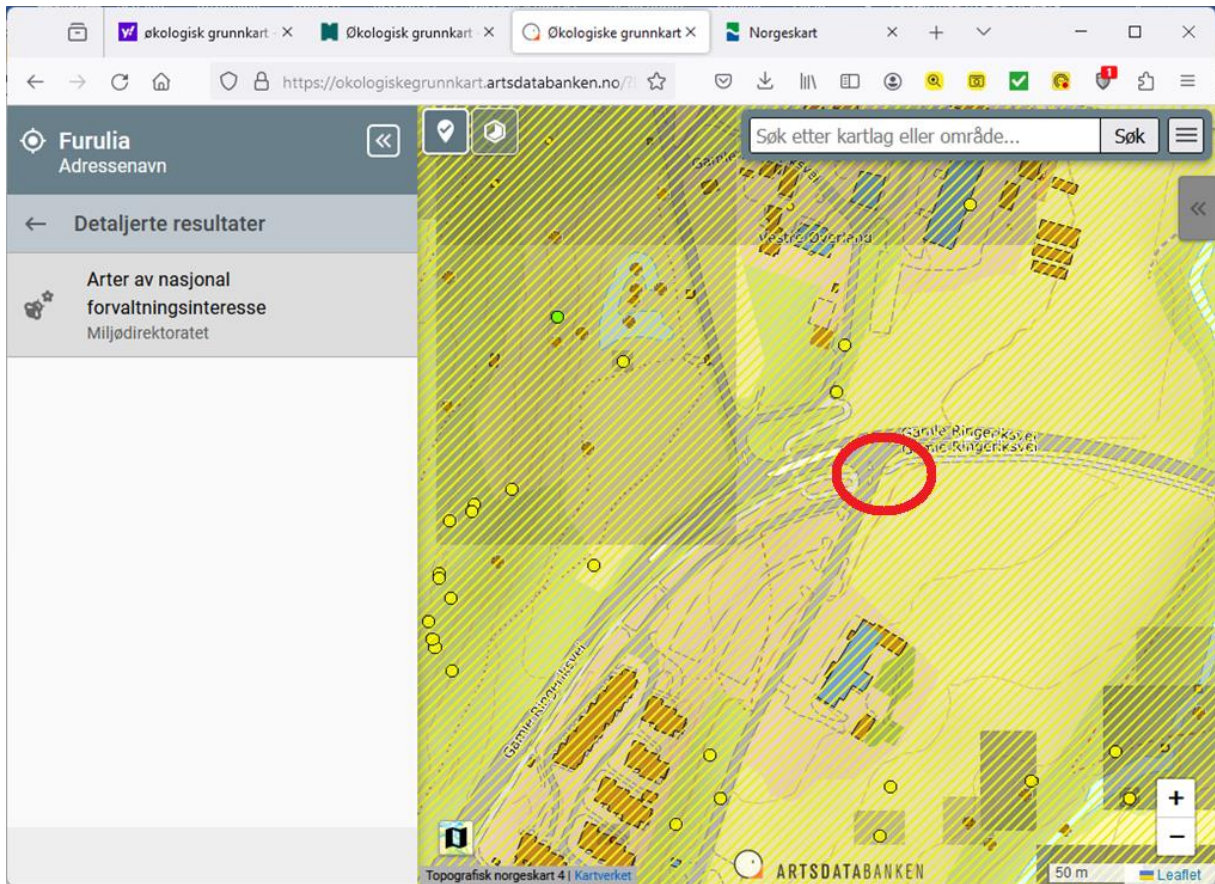 økologisk grunnkart -
Økologisk grunnkart
Økologiske grunnkart
Norgeskart
https://okologiskegrunnkart.artsdatabanken.no/?l
1
Furulia
Adressenavn
Søk etter kartlag eller område...
Søk
Detaljerte resultater
Arter av nasjonal
forvaltningsinteresse
Miljødirektoratet
Vestre Øverland
Gamle Ringeriksvei
Gamle Ringeriksvei
Gamle Ringeriksvei
+
−
ARTSDATABANKEN
50 m
Leaflet
Topografisk norgeskart 4 | Kartverket